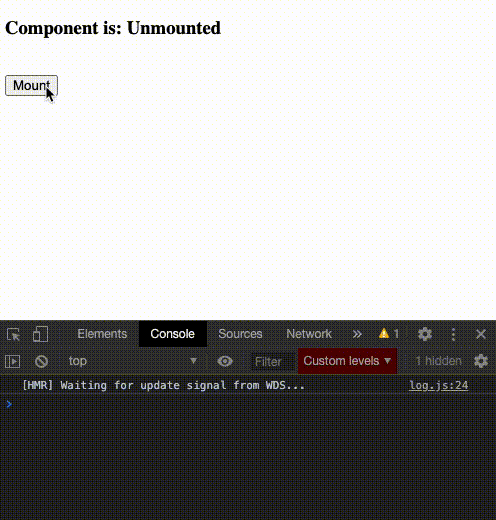 Component is: Unmounted
Mount
Elements Console Sources Network » 1
top Filter Custom levels 1 hidden
[HMR] Waiting for update signal from WDS... log.js:24